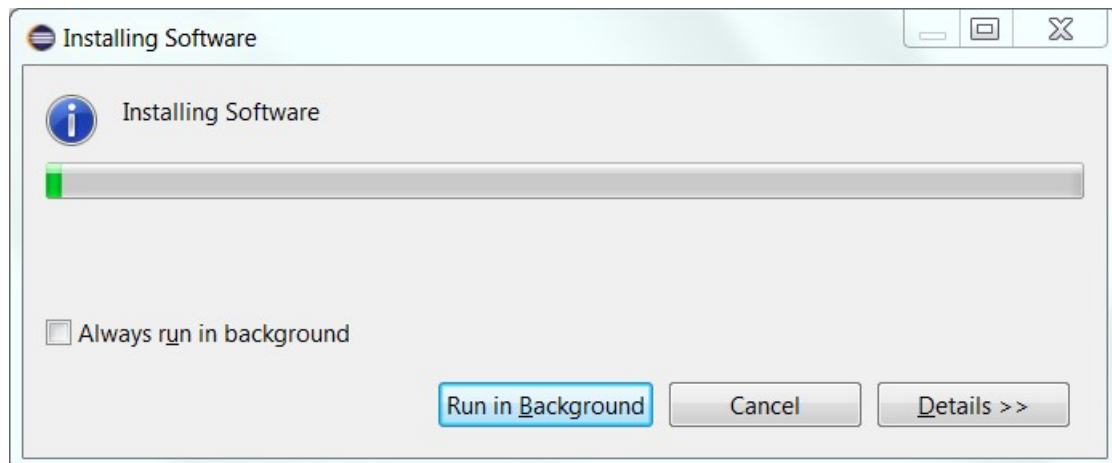 Installing Software
Installing Software
Always run in background
Run in Background Cancel Details >>